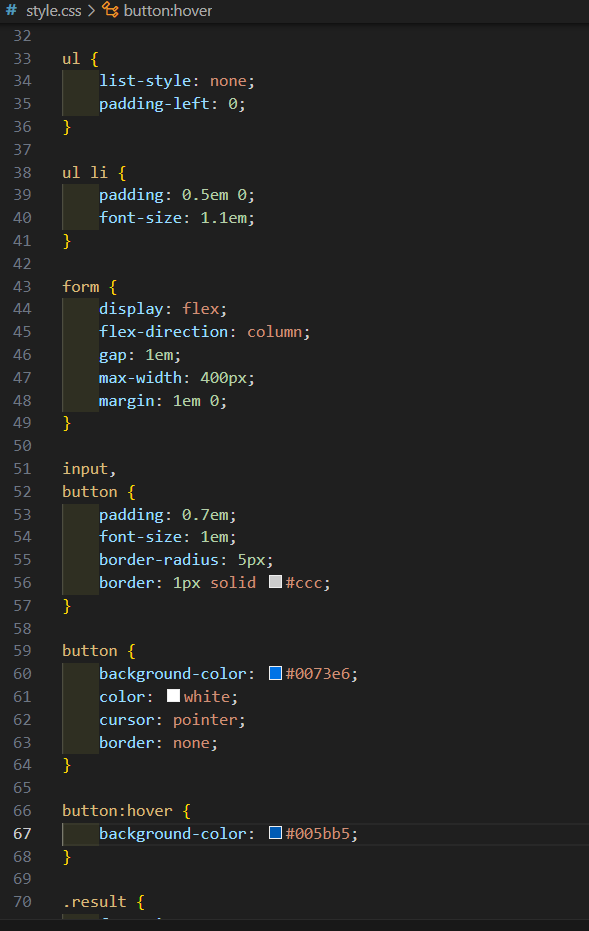 # style.css > button:hover
32
33 ul {
34     list-style: none;
35     padding-left: 0;
36 }
37
38 ul li {
39     padding: 0.5em 0;
40     font-size: 1.1em;
41 }
42
43 form {
44     display: flex;
45     flex-direction: column;
46     gap: 1em;
47     max-width: 400px;
48     margin: 1em 0;
49 }
50
51 input,
52 button {
53     padding: 0.7em;
54     font-size: 1em;
55     border-radius: 5px;
56     border: 1px solid #ccc;
57 }
58
59 button {
60     background-color: #0073e6;
61     color: white;
62     cursor: pointer;
63     border: none;
64 }
65
66 button:hover {
67     background-color: #005bb5;
68 }
69
70 .result {